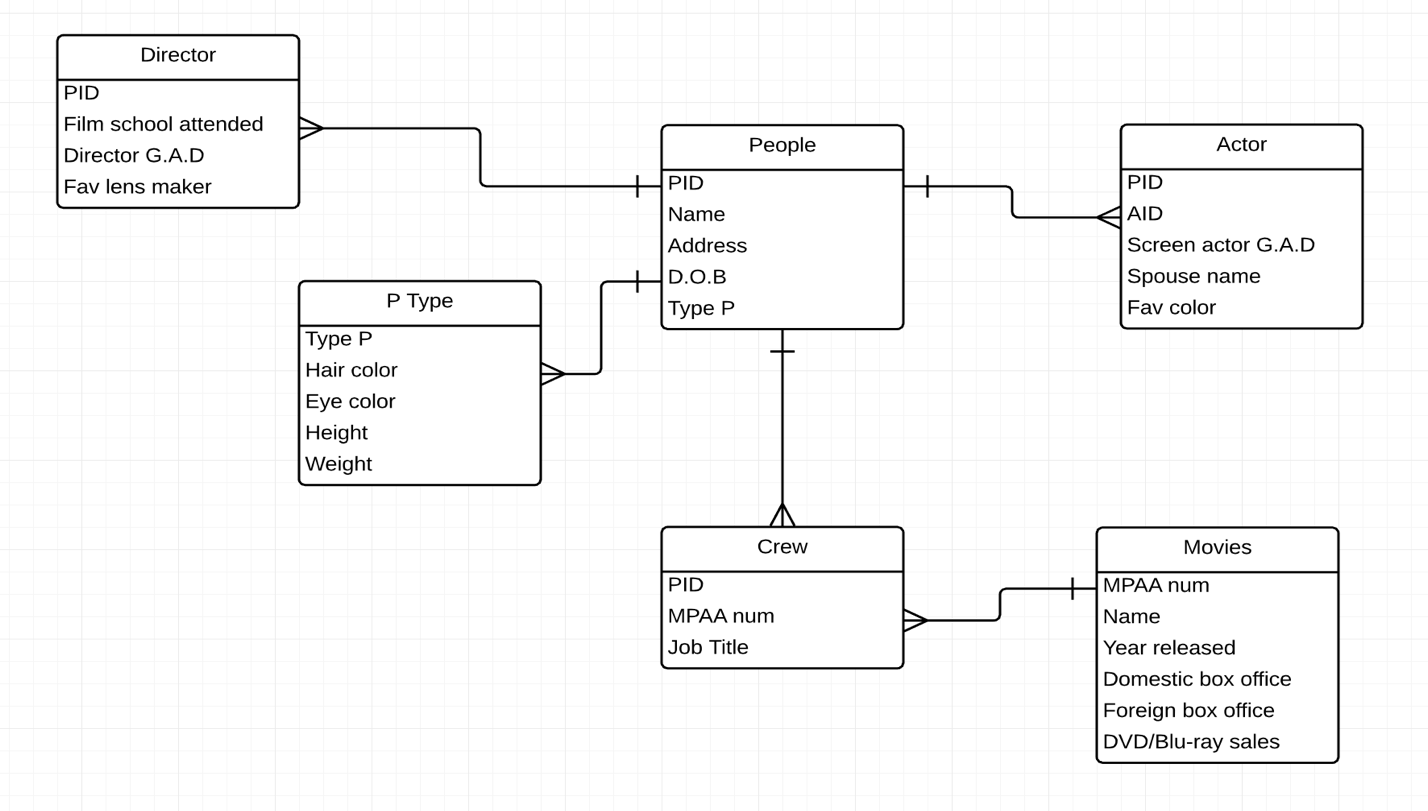 Director
PID
Film school attended
Director G.A.D
Fav lens maker
People
PID
Name
Address
D.O.B
Type P
Actor
PID
AID
Screen actor G.A.D
Spouse name
Fav color
P Type
Type P
Hair color
Eye color
Height
Weight
Crew
PID
MPAA num
Job Title
Movies
MPAA num
Name
Year released
Domestic box office
Foreign box office
DVD/Blu-ray sales